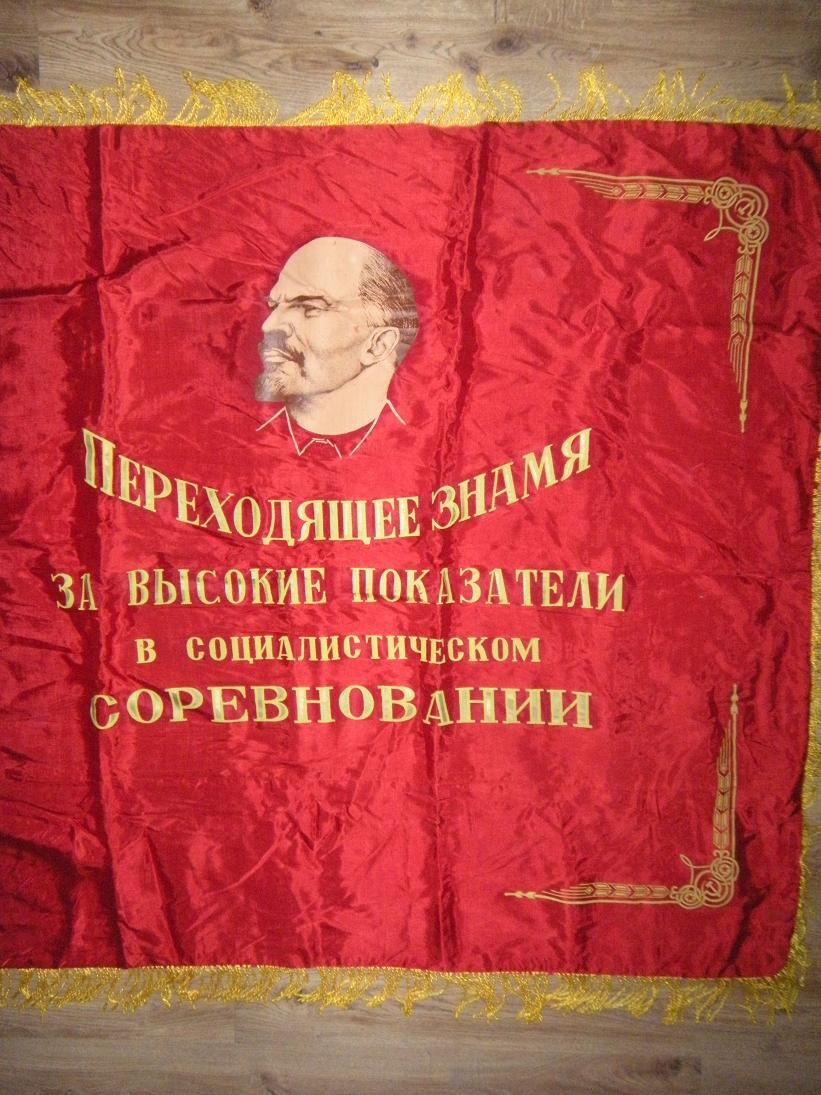 ПЕРЕХОДЯЩЕЕ ЗНАМЯ
ЗА ВЫСОКИЕ ПОКАЗАТЕЛИ
В СОЦИАЛИСТИЧЕСКОМ
СОРЕВНОВАНИИ